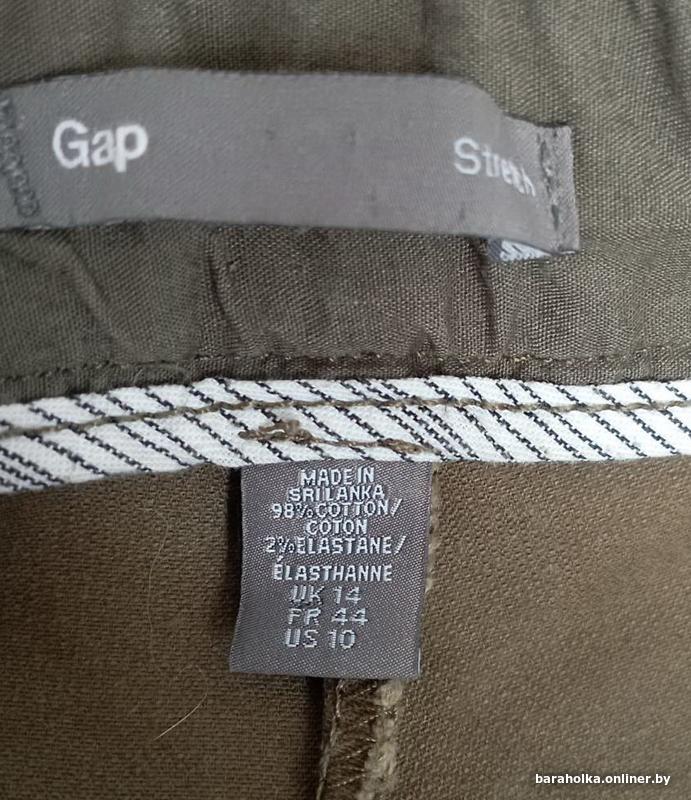 Gap
Stretch
MADE IN
SRI LANKA
98% COTTON/
COTON
2% ELASTANE/
ÉLASTHANNE
UK 14
FR 44
US 10
baraholka.onliner.by